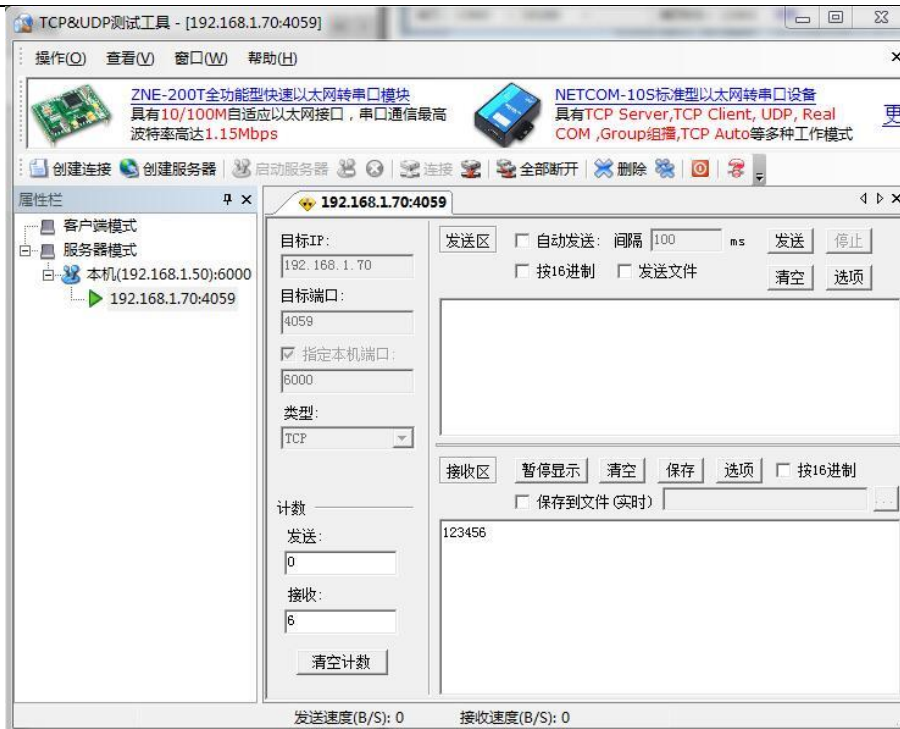 TCP&UDP测试工具 - [192.168.1.70:4059]
操作(O) 查看(V) 窗口(W) 帮助(H)
ZNE-200T全功能型快速以太网转串口模块
具有10/100M自适应以太网接口，串口通信最高
波特率高达1.15Mbps
NETCOM-10S标准型以太网转串口设备
具有TCP Server,TCP Client, UDP, Real
COM ,Group组播,TCP Auto等多种工作模式
更
创建连接 创建服务器 启动服务器 连接 全部断开 删除
属性栏
客户端模式
服务器模式
本机(192.168.1.50):6000
192.168.1.70:4059
192.168.1.70:4059
目标IP:
192.168.1.70
目标端口:
4059
指定本机端口:
6000
类型:
TCP
计数
发送:
0
接收:
6
清空计数
发送区 自动发送: 间隔 100 ms 发送 停止
按16进制 发送文件 清空 选项
接收区 暂停显示 清空 保存 选项 按16进制
保存到文件(实时) ...
123456
发送速度(B/S): 0 接收速度(B/S): 0